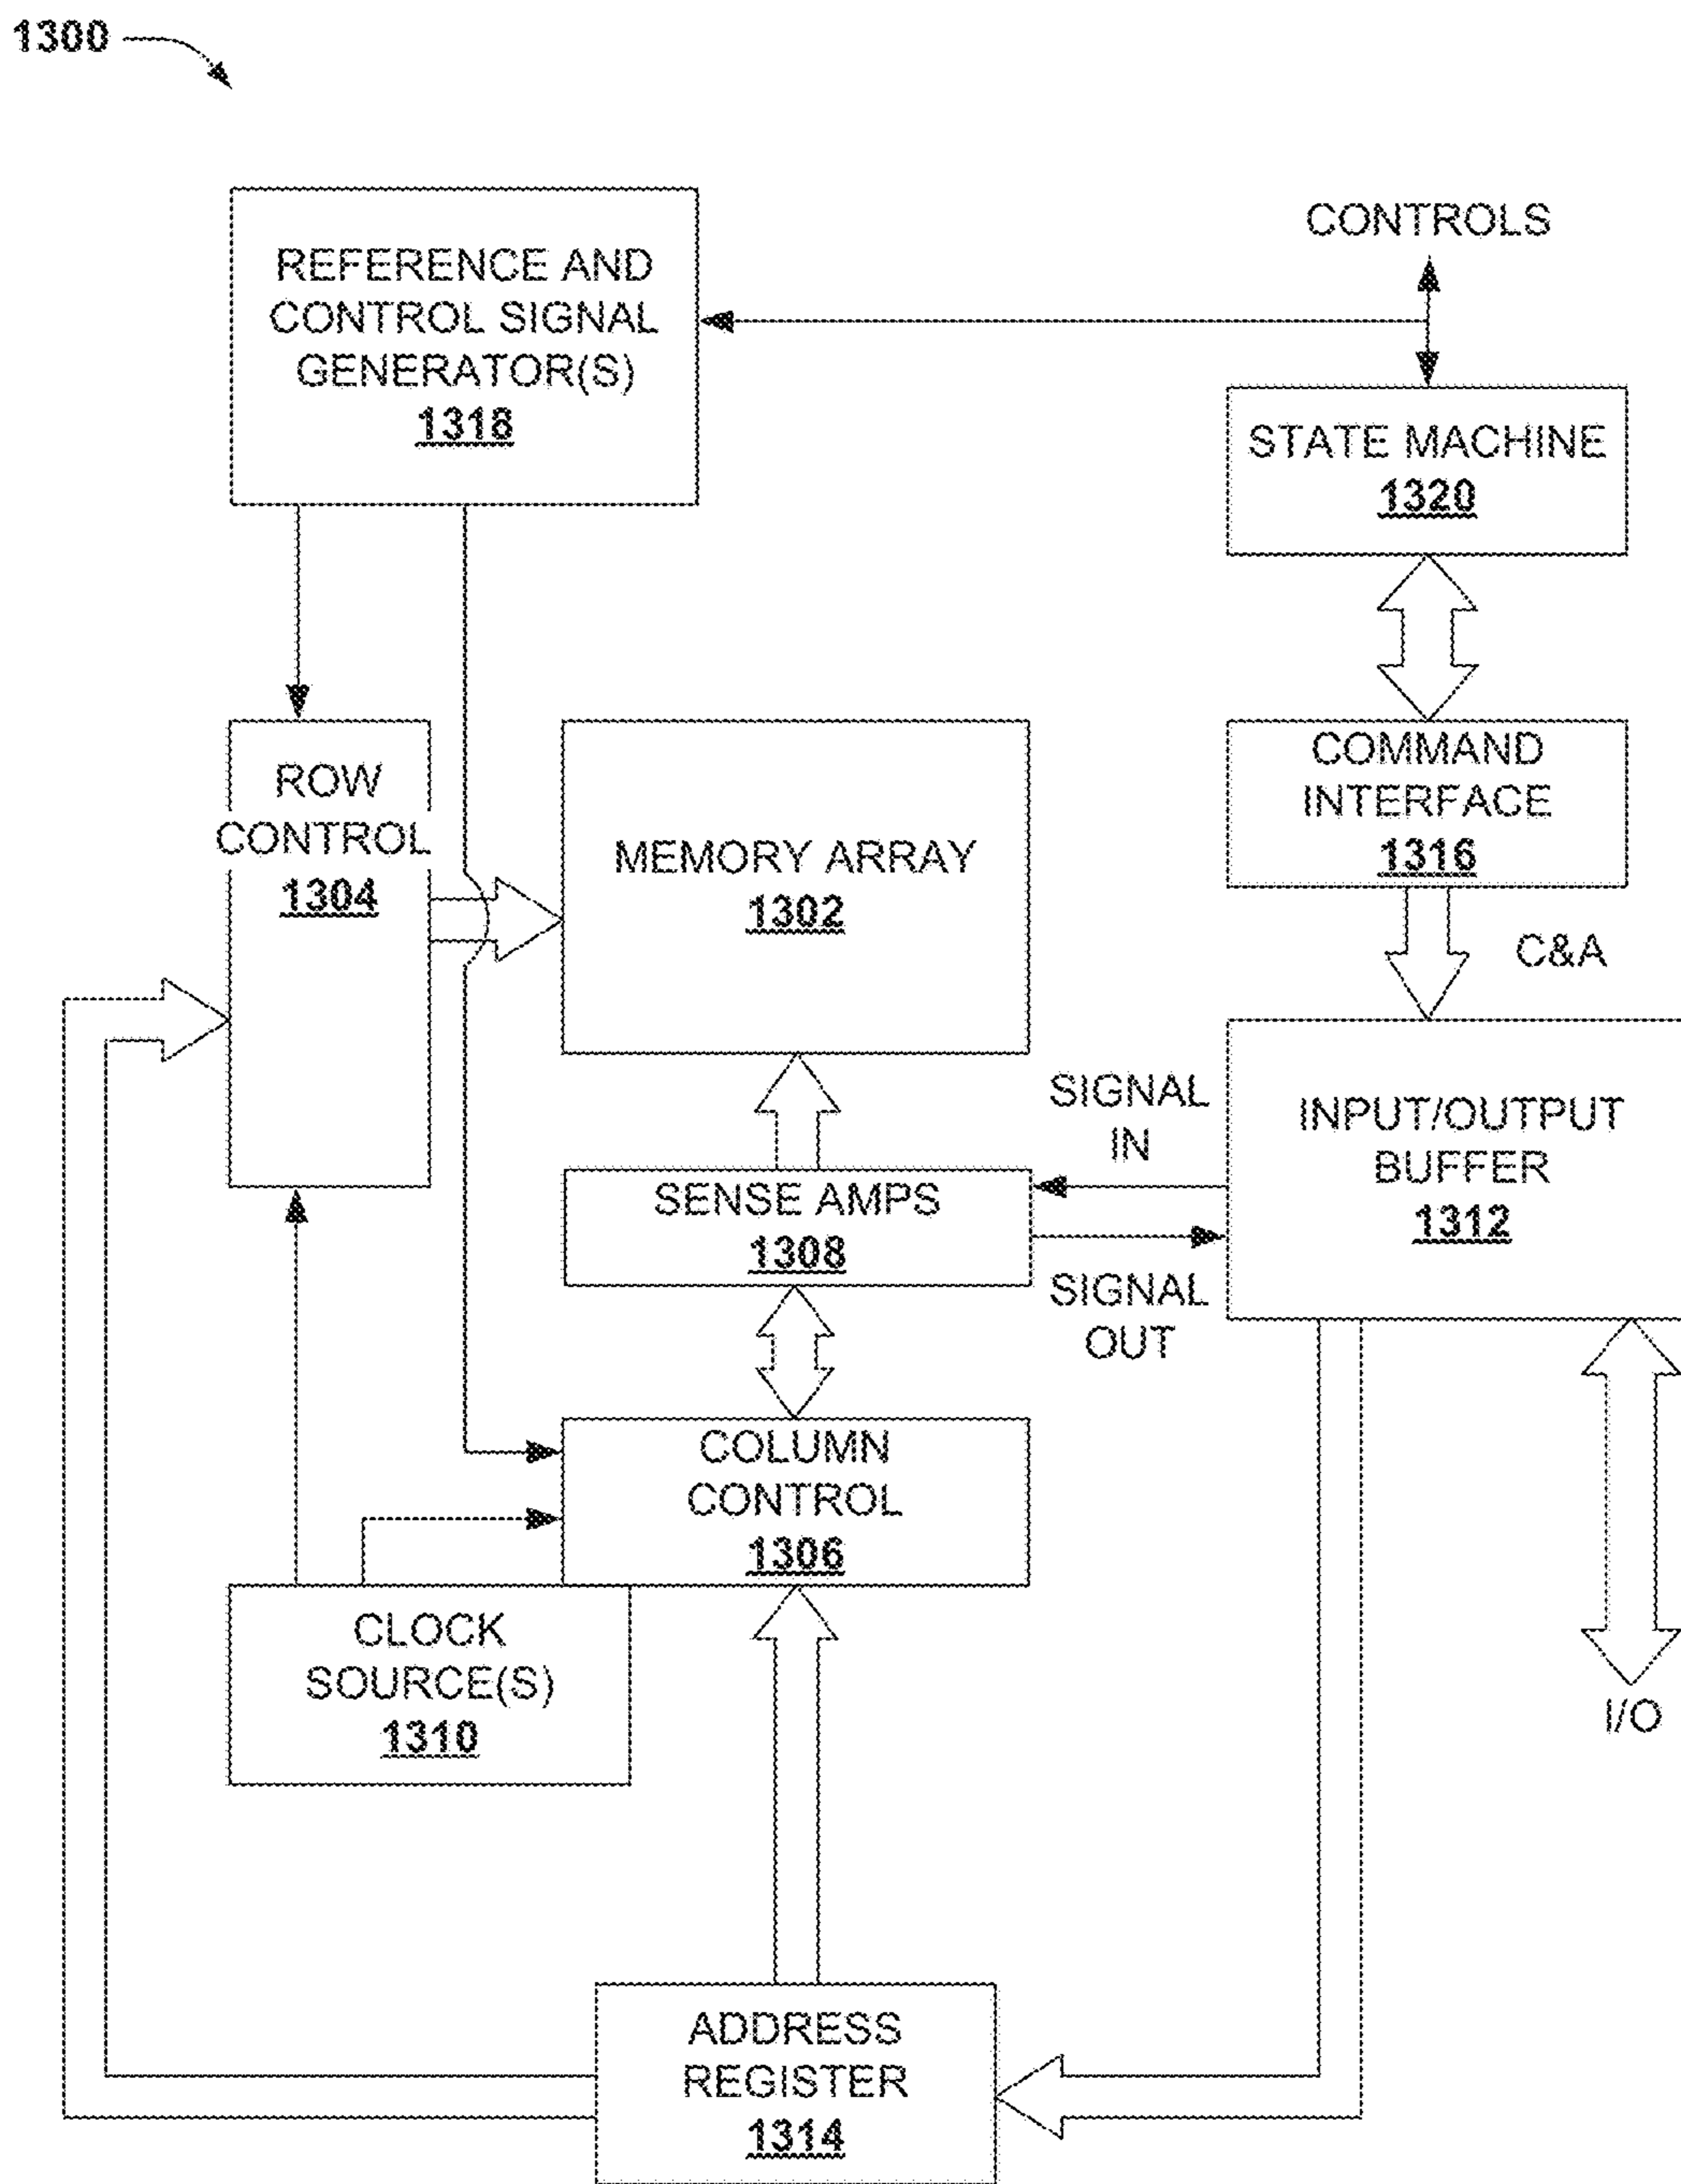 1300
CONTROLS
REFERENCE AND
CONTROL SIGNAL
GENERATOR(S)
1318
STATE MACHINE
1320
ROW
CONTROL
1304
MEMORY ARRAY
1302
COMMAND
INTERFACE
1316
C&A
SIGNAL
IN
INPUT/OUTPUT
BUFFER
1312
SENSE AMPS
1308
SIGNAL
OUT
COLUMN
CONTROL
1306
CLOCK
SOURCE(S)
1310
I/O
ADDRESS
REGISTER
1314